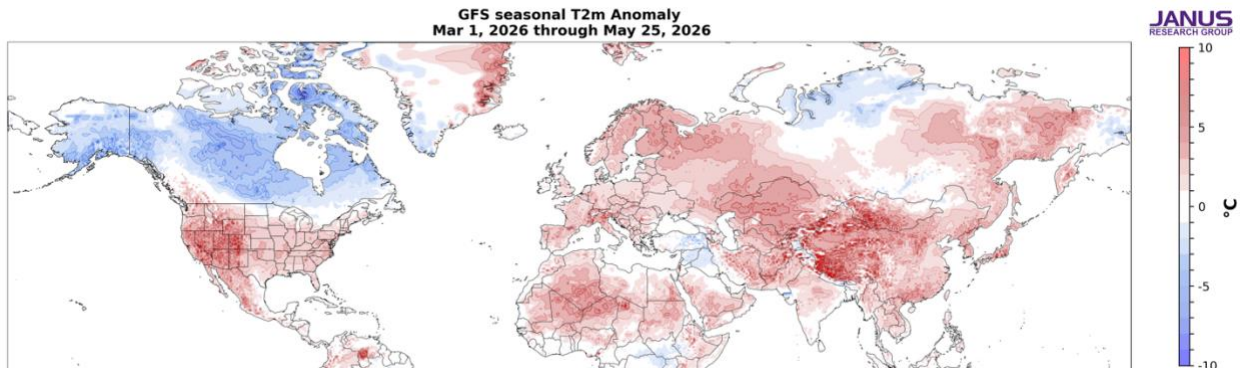 GFS seasonal T2m Anomaly
Mar 1, 2026 through May 25, 2026
JANUS
RESEARCH GROUP
10
5
0
-5
-10
°C